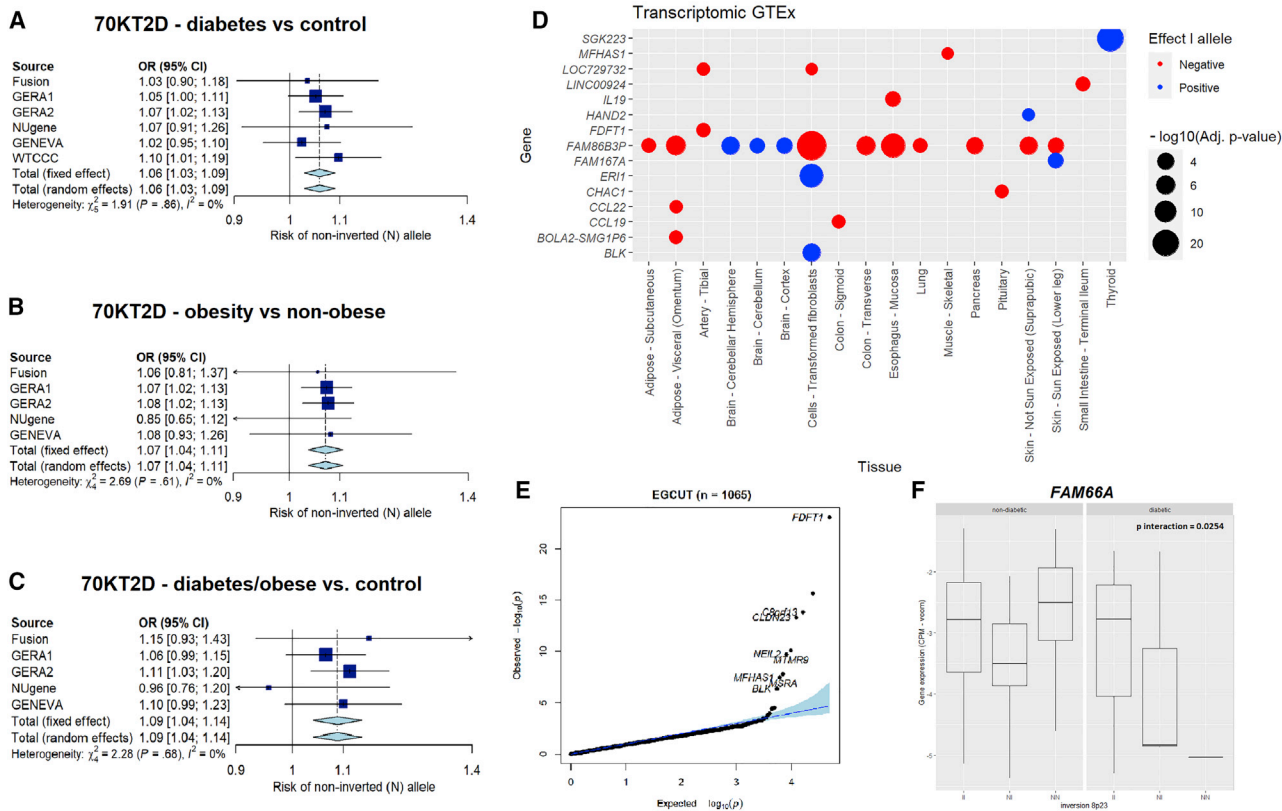 A
70KT2D - diabetes vs control
Source OR (95% CI)
Fusion 1.03 [0.90; 1.18]
GERA1 1.05 [1.00; 1.11]
GERA2 1.07 [1.02; 1.13]
NUgene 1.07 [0.91; 1.26]
GENEVA 1.02 [0.95; 1.10]
WTCCC 1.10 [1.01; 1.19]
Total (fixed effect) 1.06 [1.03; 1.09]
Total (random effects) 1.06 [1.03; 1.09]
Heterogeneity: χ²₅ = 1.91 (P = .86), I² = 0%
0.9 1 1.1 1.4
Risk of non-inverted (N) allele
B
70KT2D - obesity vs non-obese
Source OR (95% CI)
Fusion 1.06 [0.81; 1.37]
GERA1 1.07 [1.02; 1.13]
GERA2 1.08 [1.02; 1.13]
NUgene 0.85 [0.65; 1.12]
GENEVA 1.08 [0.93; 1.26]
Total (fixed effect) 1.07 [1.04; 1.11]
Total (random effects) 1.07 [1.04; 1.11]
Heterogeneity: χ²₄ = 2.69 (P = .61), I² = 0%
0.9 1 1.1 1.4
Risk of non-inverted (N) allele
C
70KT2D - diabetes/obese vs. control
Source OR (95% CI)
Fusion 1.15 [0.93; 1.43]
GERA1 1.06 [0.99; 1.15]
GERA2 1.11 [1.03; 1.20]
NUgene 0.96 [0.76; 1.20]
GENEVA 1.10 [0.99; 1.23]
Total (fixed effect) 1.09 [1.04; 1.14]
Total (random effects) 1.09 [1.04; 1.14]
Heterogeneity: χ²₄ = 2.28 (P = .68), I² = 0%
0.9 1 1.1 1.4
Risk of non-inverted (N) allele
D
Transcriptomic GTEx
Gene
SGK223
MFHAS1
LOC729732
LINC00924
IL19
HAND2
FDFT1
FAM86B3P
FAM167A
ERI1
CHAC1
CCL22
CCL19
BOLA2-SMG1P6
BLK
Adipose - Subcutaneous
Adipose - Visceral (Omentum)
Artery - Tibial
Brain - Cerebellar Hemisphere
Brain - Cerebellum
Brain - Cortex
Cells - Transformed fibroblasts
Colon - Sigmoid
Colon - Transverse
Esophagus - Mucosa
Lung
Muscle - Skeletal
Pancreas
Pituitary
Skin - Not Sun Exposed (Suprapubic)
Skin - Sun Exposed (Lower leg)
Small Intestine - Terminal Ileum
Thyroid
Tissue
Effect I allele
Negative
Positive
- log10(Adj. p-value)
4
6
10
20
E
EGCUT (n = 1065)
Observed −log₁₀(p)
20
15
10
5
0
FDFT1
C8orf13
CLDN23
NEIL2
MTMR9
MFHAS1
MSRA
BLK
0 1 2 3 4
Expected −log₁₀(p)
F
FAM66A
non-diabetic diabetic
p interaction = 0.0254
Gene expression (CPM - voom)
-2
-3
-4
-5
II NI NN II NI NN
inversion 8p23